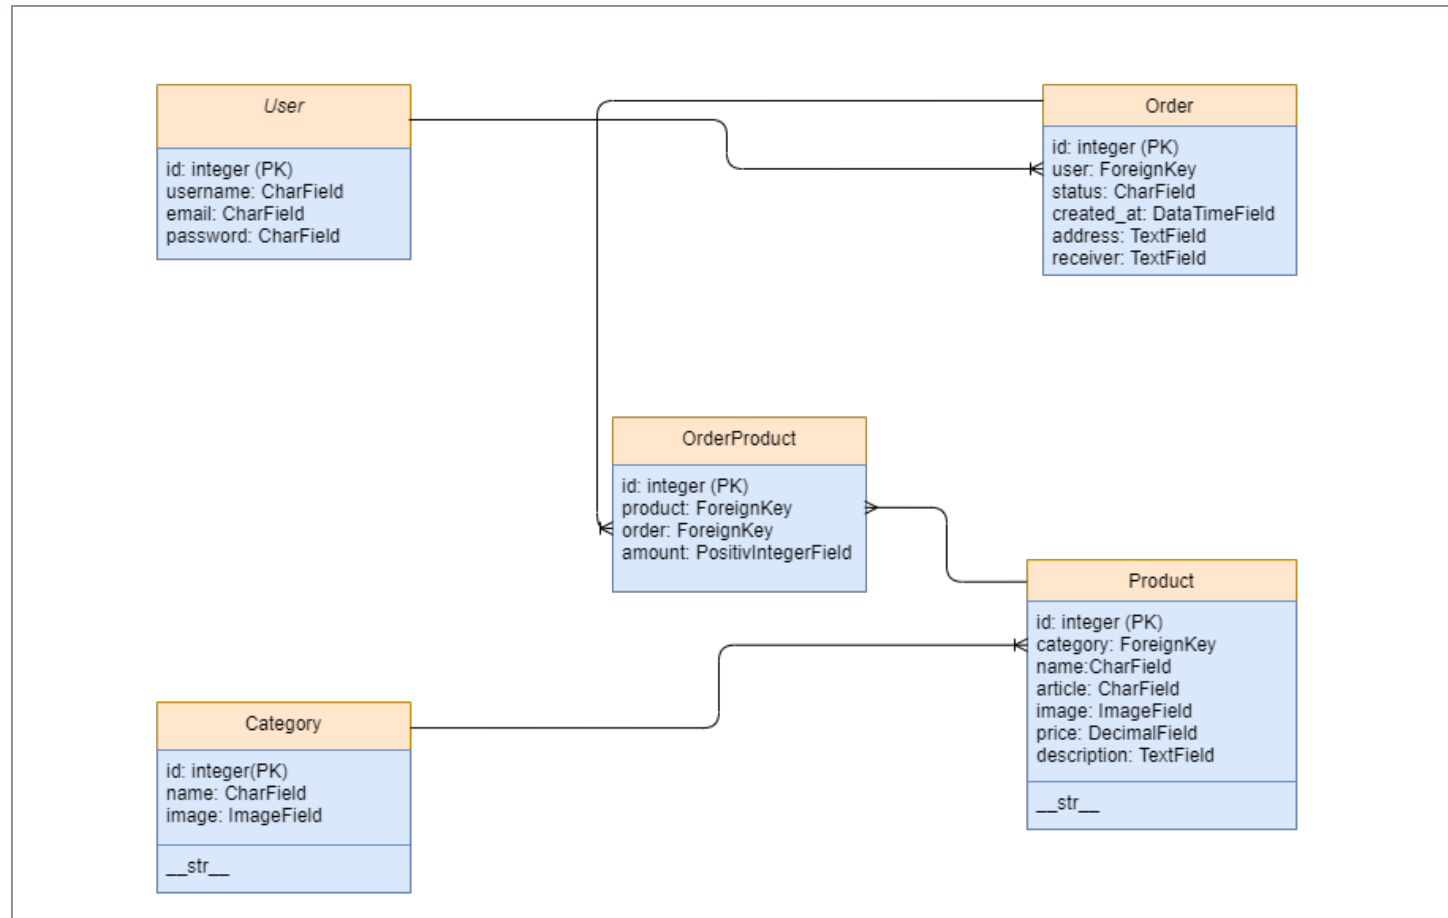 User
id: integer (PK)
username: CharField
email: CharField
password: CharField
Order
id: integer (PK)
user: ForeignKey
status: CharField
created_at: DataTimeField
address: TextField
receiver: TextField
OrderProduct
id: integer (PK)
product: ForeignKey
order: ForeignKey
amount: PositivIntegerField
Product
id: integer (PK)
category: ForeignKey
name:CharField
article: CharField
image: ImageField
price: DecimalField
description: TextField
__str__
Category
id: integer(PK)
name: CharField
image: ImageField
__str__